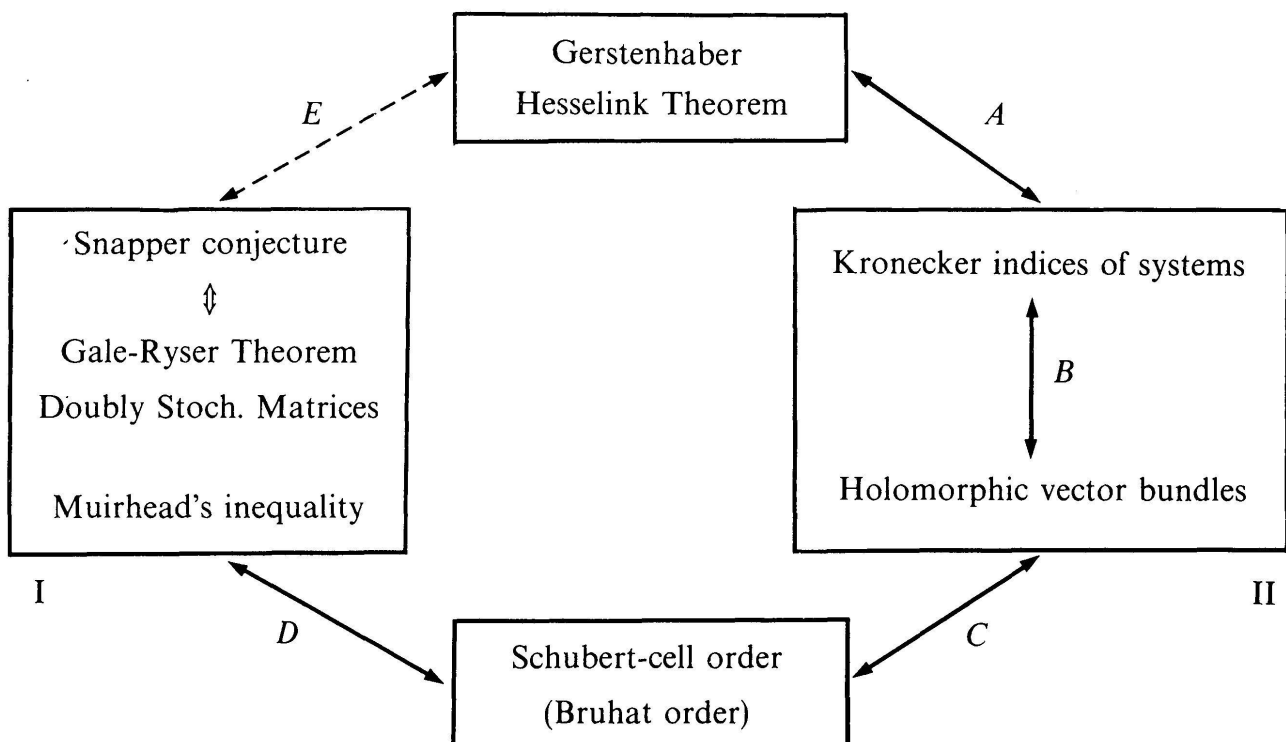 Gerstenhaber
Hesselink Theorem
E
A
Snapper conjecture
⇕
Gale-Ryser Theorem
Doubly Stoch. Matrices
Muirhead's inequality
Kronecker indices of systems
B
Holomorphic vector bundles
I
II
D
C
Schubert-cell order
(Bruhat order)